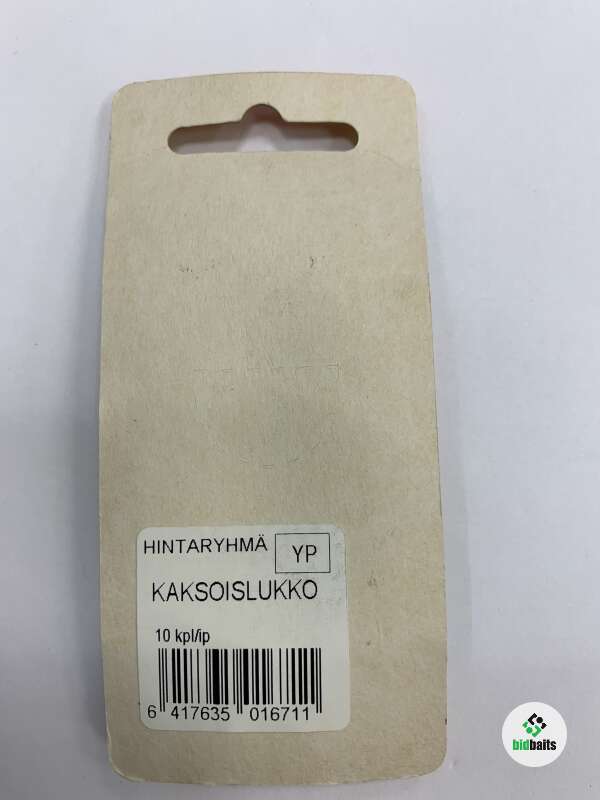 HINTARYHMÄ YP
KAKSOISLUKKO
10 kpl/ip
6 417635 016711
bidbaits